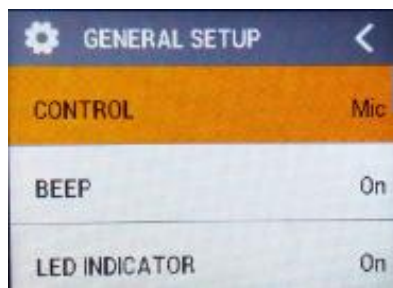 GENERAL SETUP
CONTROL Mic
BEEP On
LED INDICATOR On